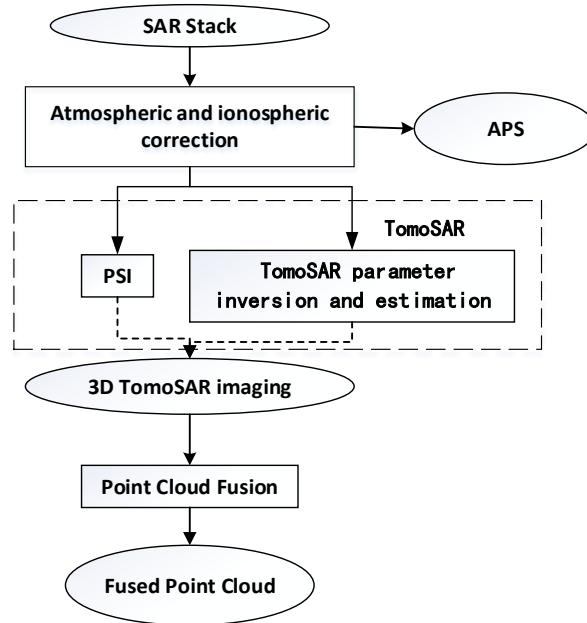 SAR Stack
Atmospheric and ionospheric
correction
APS
TomoSAR
PSI
TomoSAR parameter
inversion and estimation
3D TomoSAR imaging
Point Cloud Fusion
Fused Point Cloud